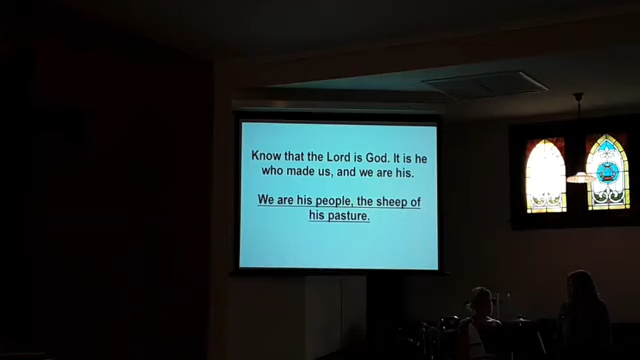 Know that the Lord is God. It is he
who made us, and we are his.
We are his people, the sheep of
his pasture.